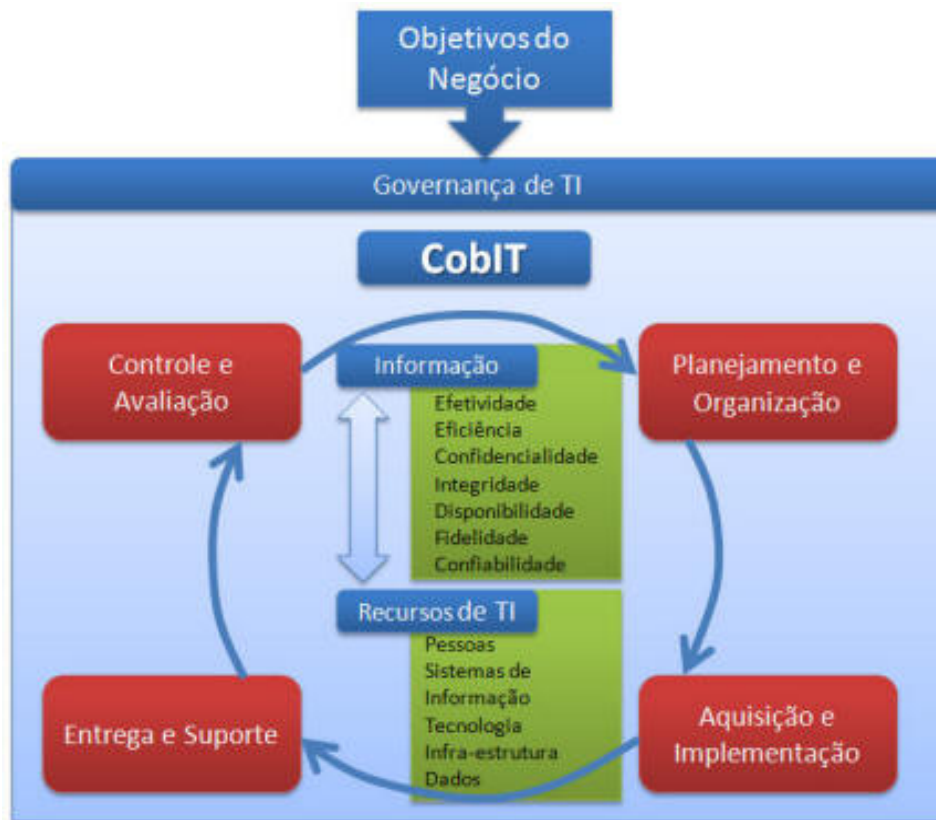 Objetivos do
Negócio
Governança de TI
CobIT
Controle e
Avaliação
Informação
Efetividade
Eficiência
Confidencialidade
Integridade
Disponibilidade
Fidelidade
Confiabilidade
Planejamento e
Organização
Recursos de TI
Pessoas
Sistemas de
Informação
Tecnologia
Infra-estrutura
Dados
Entrega e Suporte
Aquisição e
Implementação